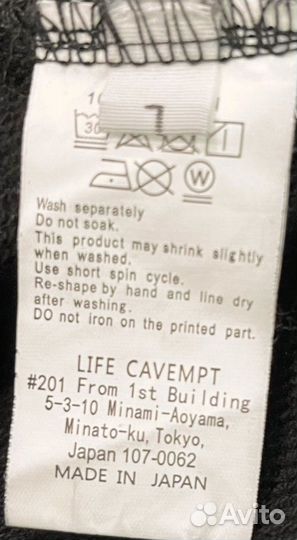 L
30
W
Wash separately
Do not soak.
This product may shrink slightly
when washed.
Use short spin cycle.
Re-shape by hand and line dry
after washing.
DO not iron on the printed part.
LIFE CAVEMPT
#201 From 1st Building
5-3-10 Minami-Aoyama,
Minato-ku, Tokyo,
Japan 107-0062
MADE IN JAPAN
Avito